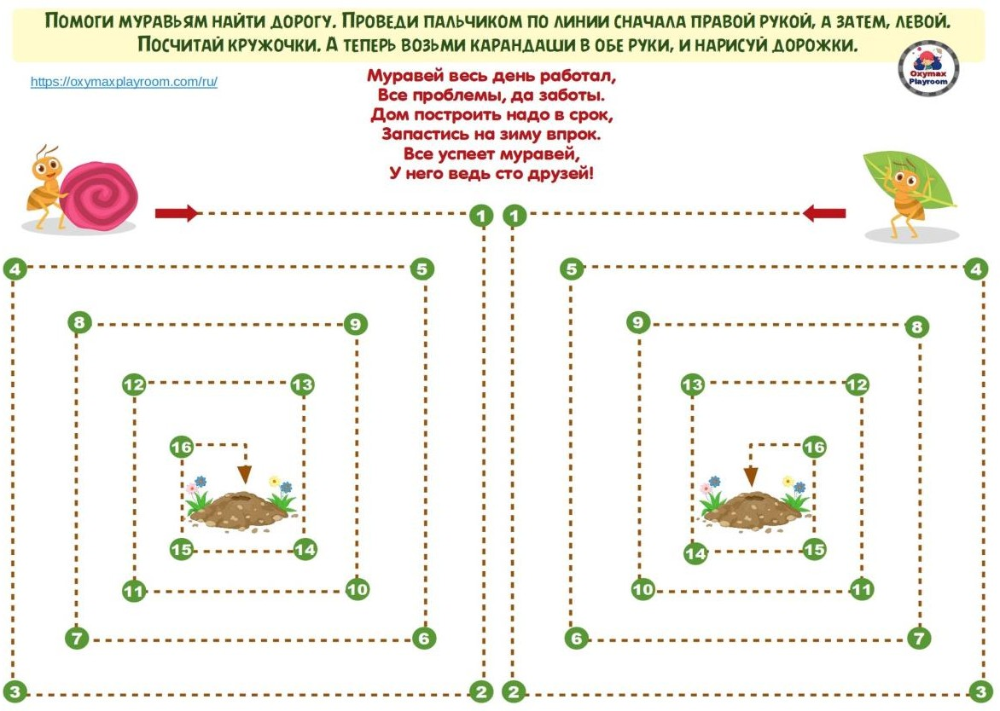 Помоги муравьям найти дорогу. Проведи пальчиком по линии сначала правой рукой, а затем, левой.
Посчитай кружочки. А теперь возьми карандаши в обе руки, и нарисуй дорожки.
https://oxymaxplayroom.com/ru/
Oxymax
Playroom
Муравей весь день работал,
Все проблемы, да заботы.
Дом построить надо в срок,
Запастись на зиму впрок.
Все успеет муравей,
У него ведь сто друзей!
1 1
4 5 5 4
8 9 9 8
12 13 13 12
16 16
15 14 14 15
11 10 10 11
7 6 6 7
3 2 2 3